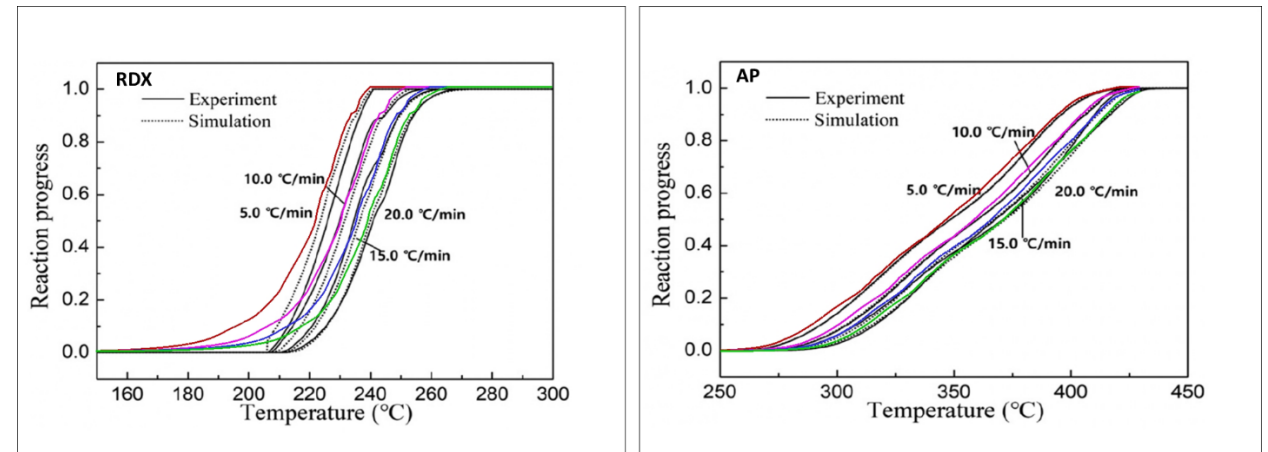 RDX
1.0
Experiment
Simulation
0.8
10.0 ℃/min
0.6
5.0 ℃/min
20.0 ℃/min
0.4
15.0 ℃/min
0.2
0.0
Reaction progress
160 180 200 220 240 260 280 300
Temperature (℃)
AP
1.0
Experiment
Simulation
10.0 ℃/min
0.8
0.6
5.0 ℃/min
20.0 ℃/min
0.4
15.0 ℃/min
0.2
0.0
Reaction progress
250 300 350 400 450
Temperature (℃)